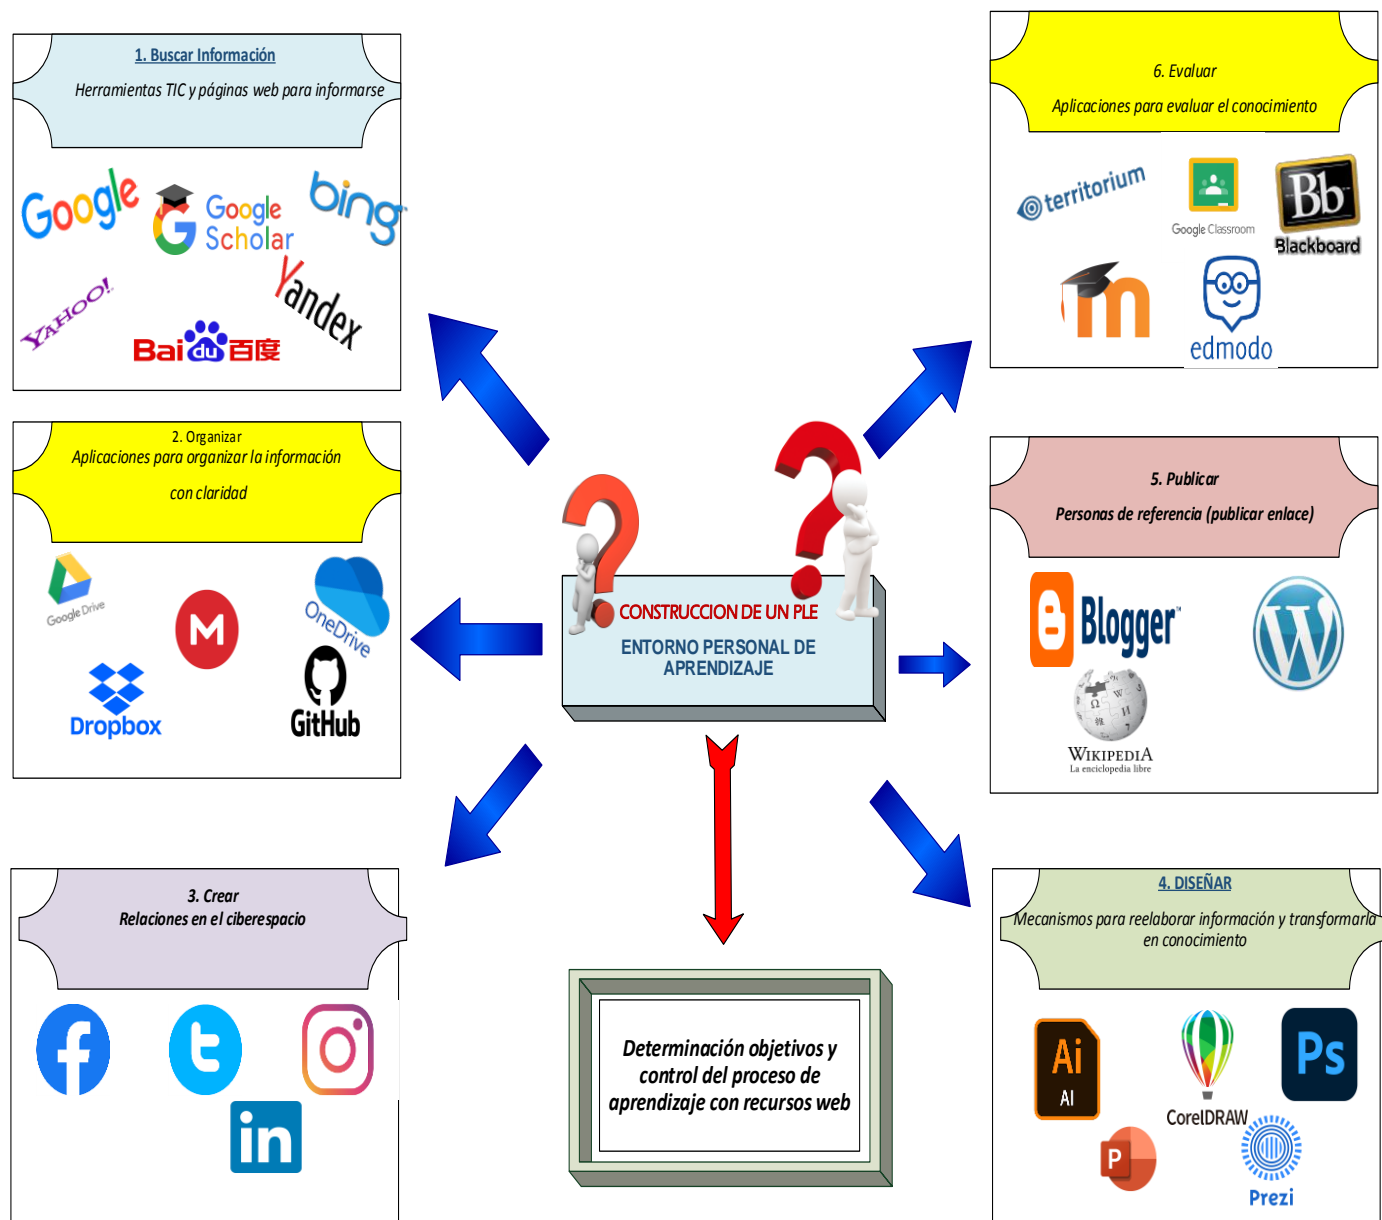 1. Buscar Información
Herramientas TIC y páginas web para informarse
Google
Google
Scholar
bing
YAHOO!
Yandex
Bai du 百度
2. Organizar
Aplicaciones para organizar la información
con claridad
Google Drive
M
OneDrive
Dropbox
GitHub
3. Crear
Relaciones en el ciberespacio
f
t
in
CONSTRUCCION DE UN PLE
ENTORNO PERSONAL DE
APRENDIZAJE
Determinación objetivos y
control del proceso de
aprendizaje con recursos web
6. Evaluar
Aplicaciones para evaluar el conocimiento
territorium
Google Classroom
Bb
Blackboard
m
edmodo
5. Publicar
Personas de referencia (publicar enlace)
B
Blogger™
W
WIKIPEDIA
La enciclopedia libre
4. DISEÑAR
Mecanismos para reelaborar información y transformarla
en conocimiento
Ai
AI
CorelDRAW
Ps
P
Prezi